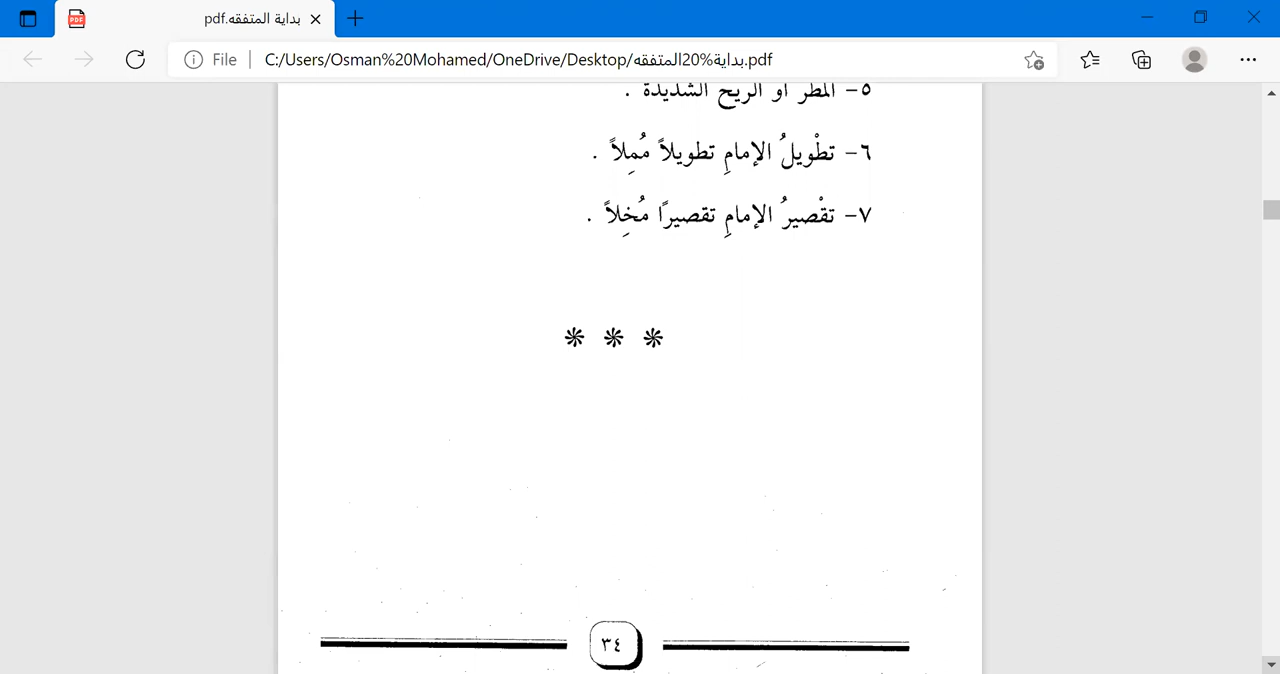 بداية المتفقه.pdf
File
C:/Users/Osman%20Mohamed/OneDrive/Desktop/بداية%20المتفقه.pdf
٥- المطر أو الريح الشديدة .
٦- تطْويلُ الإمامِ تطويلاً مُمِلاً .
٧- تقْصيرُ الإمامِ تقصيرًا مُخِلاً .
٣٤